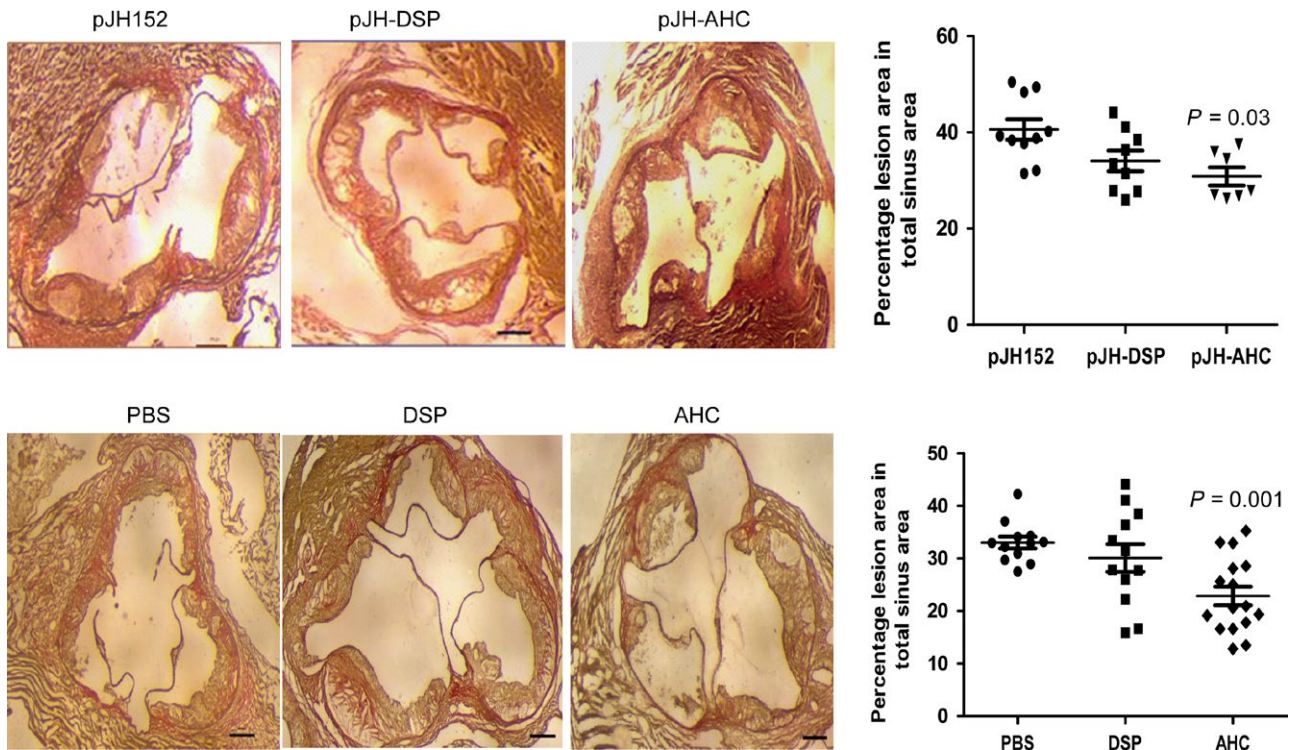 pJH152 pJH-DSP pJH-AHC
Percentage lesion area in
total sinus area
60
40
20
0
P = 0.03
pJH152 pJH-DSP pJH-AHC
PBS DSP AHC
Percentage lesion area in
total sinus area
50
40
30
20
10
0
P = 0.001
PBS DSP AHC